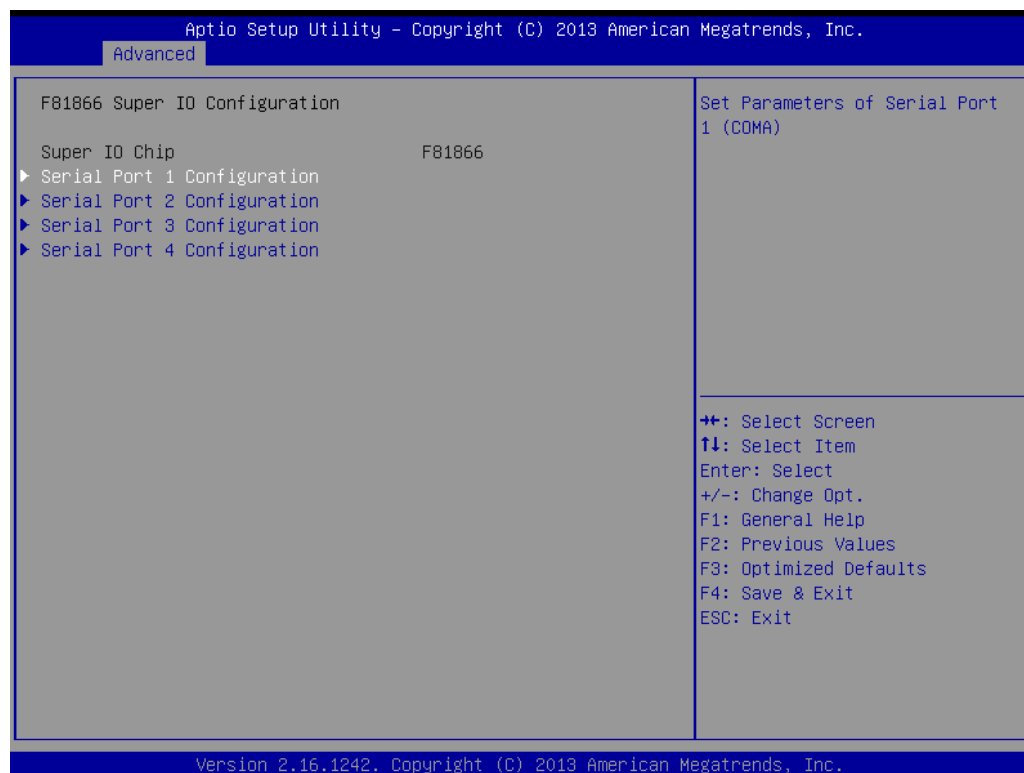 Aptio Setup Utility – Copyright (C) 2013 American Megatrends, Inc.
Advanced
F81866 Super IO Configuration
Super IO Chip F81866
Serial Port 1 Configuration
Serial Port 2 Configuration
Serial Port 3 Configuration
Serial Port 4 Configuration
Set Parameters of Serial Port
1 (COMA)
→←: Select Screen
↑↓: Select Item
Enter: Select
+/-: Change Opt.
F1: General Help
F2: Previous Values
F3: Optimized Defaults
F4: Save & Exit
ESC: Exit
Version 2.16.1242. Copyright (C) 2013 American Megatrends, Inc.